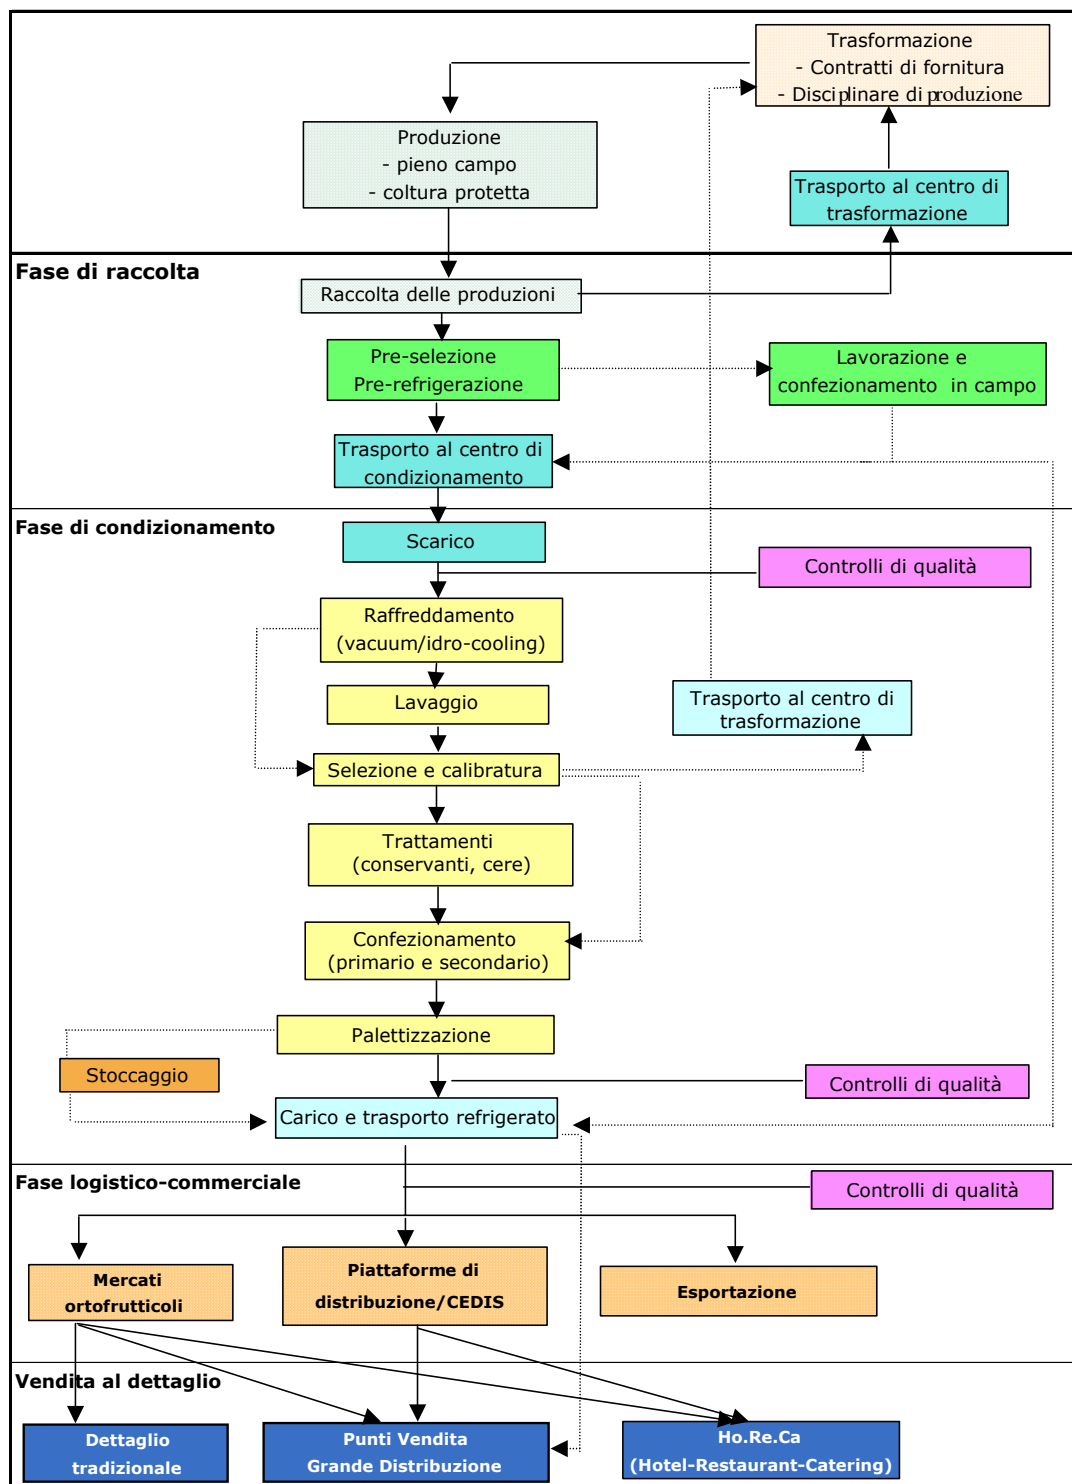 Trasformazione
- Contratti di fornitura
- Disciplinare di produzione
Produzione
- pieno campo
- coltura protetta
Trasporto al centro di
trasformazione
Fase di raccolta
Raccolta delle produzioni
Pre-selezione
Pre-refrigerazione
Lavorazione e
confezionamento in campo
Trasporto al centro di
condizionamento
Fase di condizionamento
Scarico
Controlli di qualità
Raffreddamento
(vacuum/idro-cooling)
Lavaggio
Trasporto al centro di
trasformazione
Selezione e calibratura
Trattamenti
(conservanti, cere)
Confezionamento
(primario e secondario)
Palettizzazione
Stoccaggio
Controlli di qualità
Carico e trasporto refrigerato
Fase logistico-commerciale
Controlli di qualità
Mercati
ortofrutticoli
Piattaforme di
distribuzione/CEDIS
Esportazione
Vendita al dettaglio
Dettaglio
tradizionale
Punti Vendita
Grande Distribuzione
Ho.Re.Ca
(Hotel-Restaurant-Catering)